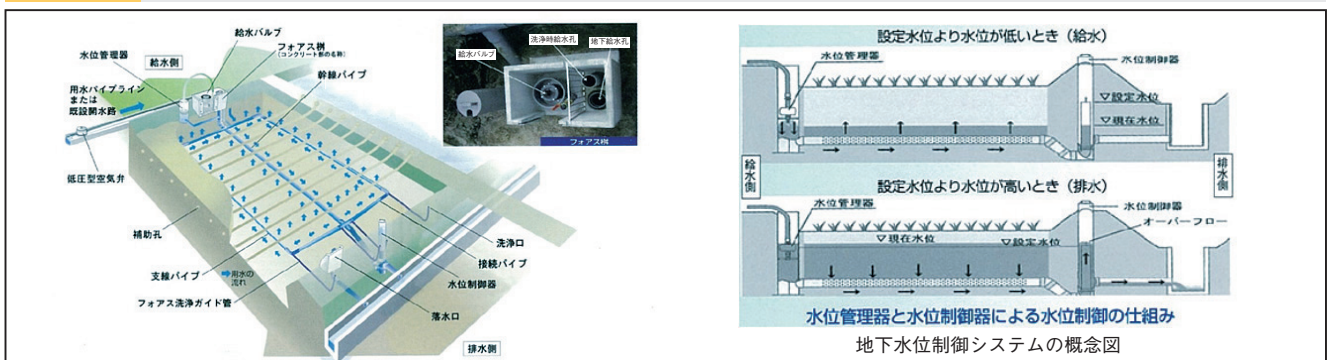 給水バルブ
フォアス桝
(コンクリート部の名称)
水位管理器
給水側
幹線パイプ
用水パイプライン
または
既設開水路
低圧型空気弁
補助孔
支線パイプ
用水の
流れ
フォアス洗浄ガイド管
落水口
水位制御器
接続パイプ
洗浄口
排水側
洗浄時給水孔
地下給水孔
給水バルブ
フォアス桝
設定水位より水位が低いとき(給水)
水位管理器
水位制御器
▽設定水位
▽現在水位
給水側
排水側
設定水位より水位が高いとき(排水)
水位管理器
水位制御器
オーバーフロー
▽現在水位
▽設定水位
水位管理器と水位制御器による水位制御の仕組み
地下水位制御システムの概念図